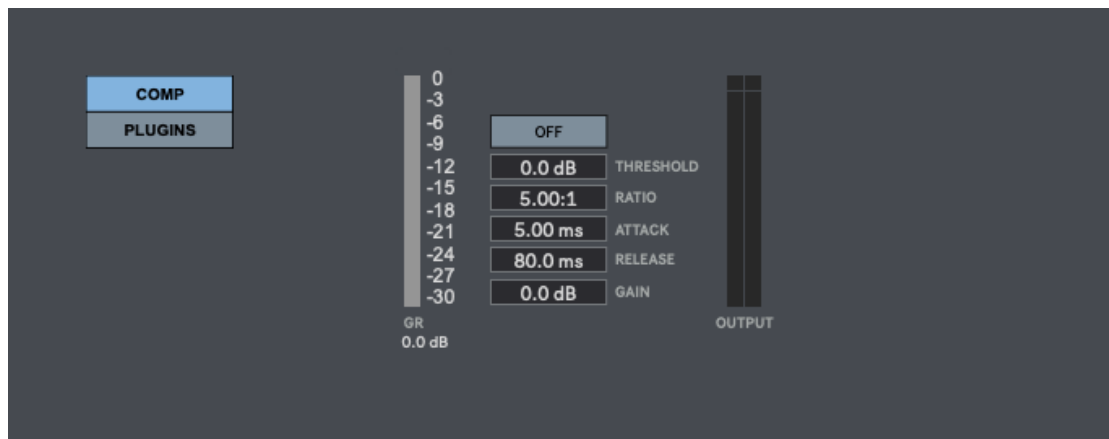 COMP
PLUGINS
0
-3
-6
-9
-12
-15
-18
-21
-24
-27
-30
GR
0.0 dB
OFF
0.0 dB THRESHOLD
5.00:1 RATIO
5.00 ms ATTACK
80.0 ms RELEASE
0.0 dB GAIN
OUTPUT